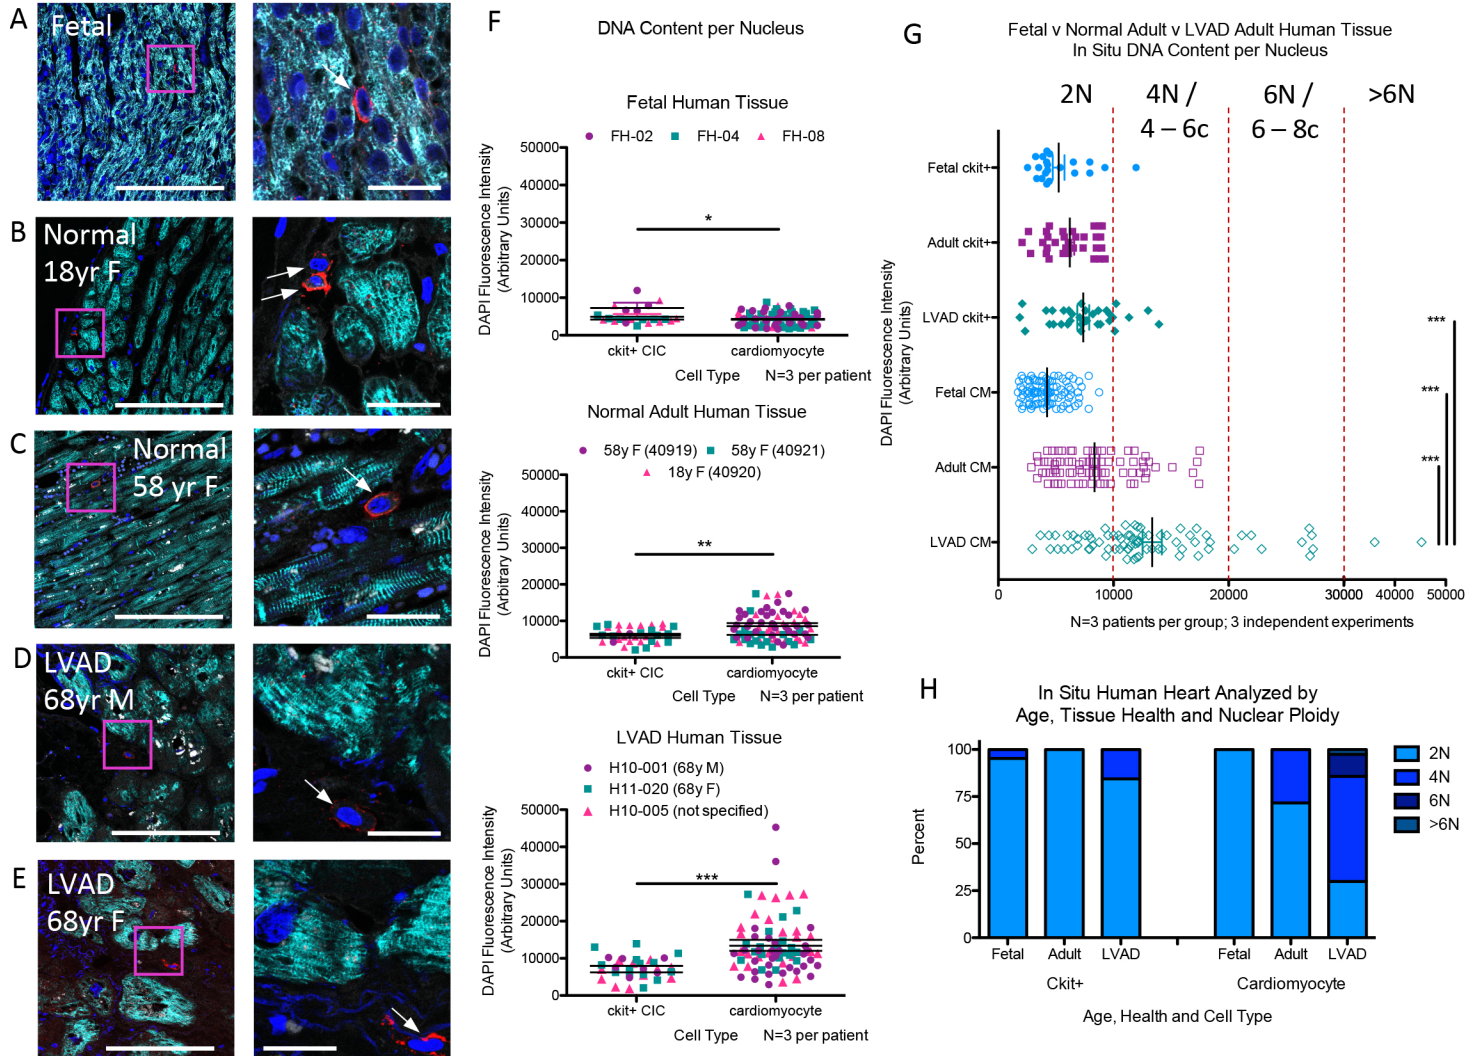 A
Fetal
B
Normal
18yr F
C
Normal
58 yr F
D
LVAD
68yr M
E
LVAD
68yr F
F
DNA Content per Nucleus
Fetal Human Tissue
FH-02 FH-04 FH-08
DAPI Fluorescence Intensity
(Arbitrary Units)
50000
40000
30000
20000
10000
0
*
ckit+ CIC cardiomyocyte
Cell Type N=3 per patient
Normal Adult Human Tissue
58y F (40919) 58y F (40921)
18y F (40920)
DAPI Fluorescence Intensity
(Arbitrary Units)
50000
40000
30000
20000
10000
0
**
ckit+ CIC cardiomyocyte
Cell Type N=3 per patient
LVAD Human Tissue
H10-001 (68y M)
H11-020 (68y F)
H10-005 (not specified)
DAPI Fluorescence Intensity
(Arbitrary Units)
50000
40000
30000
20000
10000
0
***
ckit+ CIC cardiomyocyte
Cell Type N=3 per patient
G
Fetal v Normal Adult v LVAD Adult Human Tissue
In Situ DNA Content per Nucleus
2N 4N / 6N / >6N
4 – 6c 6 – 8c
DAPI Fluorescence Intensity
(Arbitrary Units)
Fetal ckit+
Adult ckit+
LVAD ckit+
Fetal CM
Adult CM
LVAD CM
***
***
***
0 10000 20000 30000 40000 50000
N=3 patients per group; 3 independent experiments
H
In Situ Human Heart Analyzed by
Age, Tissue Health and Nuclear Ploidy
Percent
100
75
50
25
0
2N
4N
6N
>6N
Fetal Adult LVAD Fetal Adult LVAD
Ckit+ Cardiomyocyte
Age, Health and Cell Type